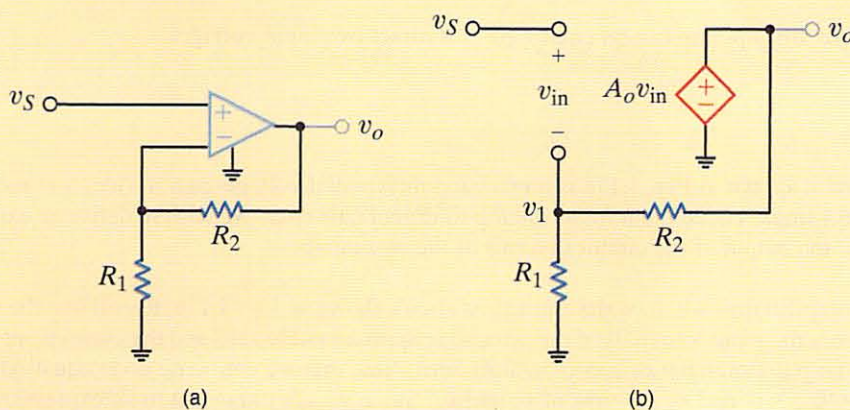 v_S
+
−
v_o
R_2
R_1
(a)
v_S
+
v_in
−
A_o v_in
+
−
v_o
v_1
R_2
R_1
(b)